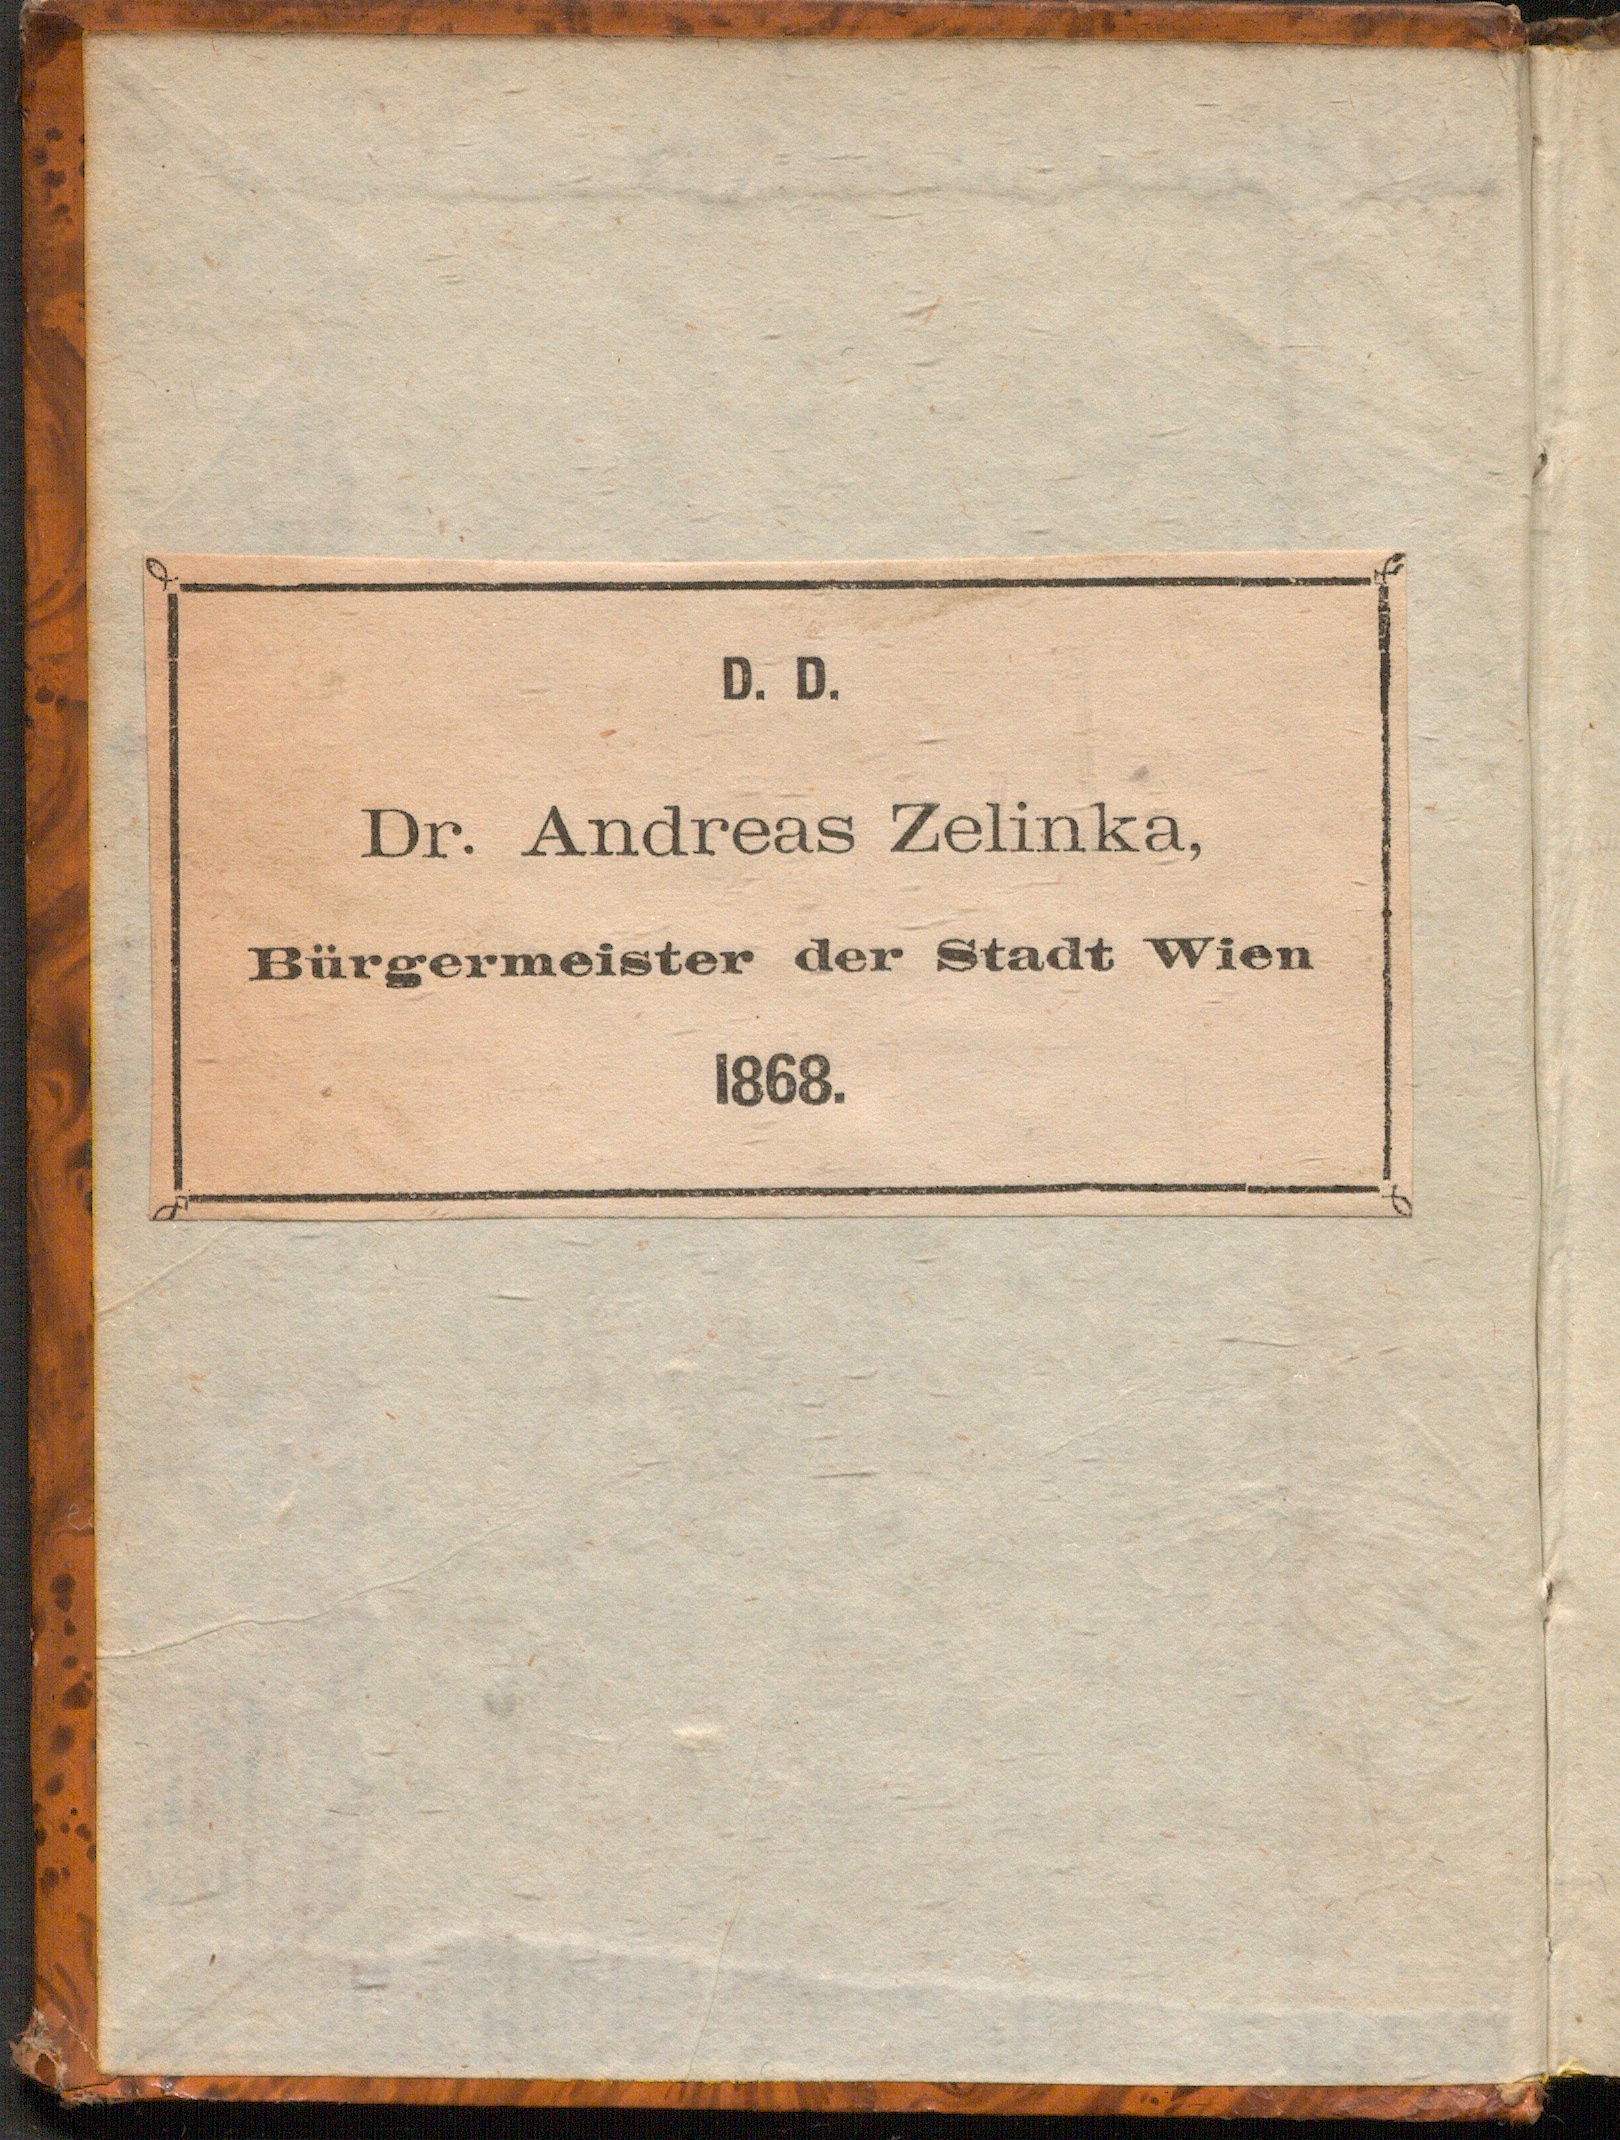 D. D.
Dr. Andreas Zelinka,
Bürgermeister der Stadt Wien
1868.